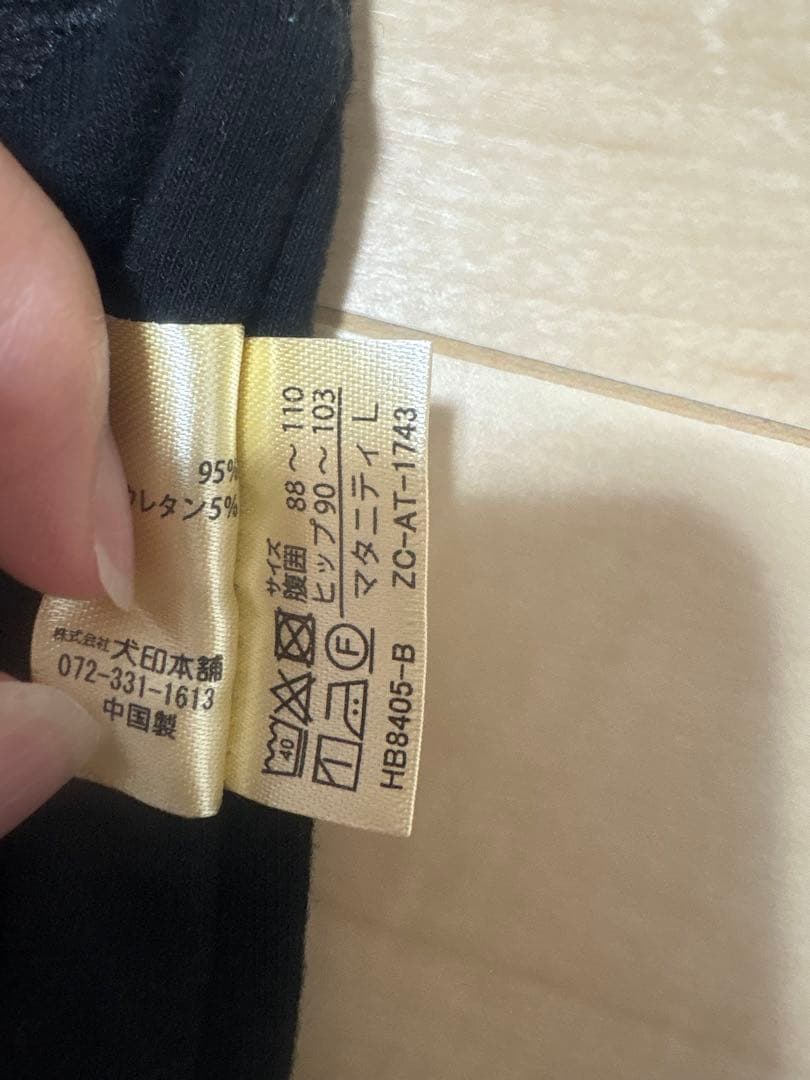 95%
ウレタン5%
株式会社 犬印本舗
072-331-1613
中国製
サイズ
腹囲 88～110
ヒップ90～103
マタニティ L
ZC-AT-1743
40
F
HB8405-B